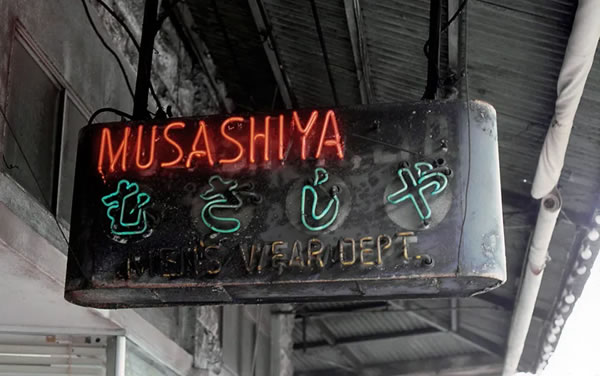 MUSASHIYA
むさしや
MEN'S WEAR DEPT.